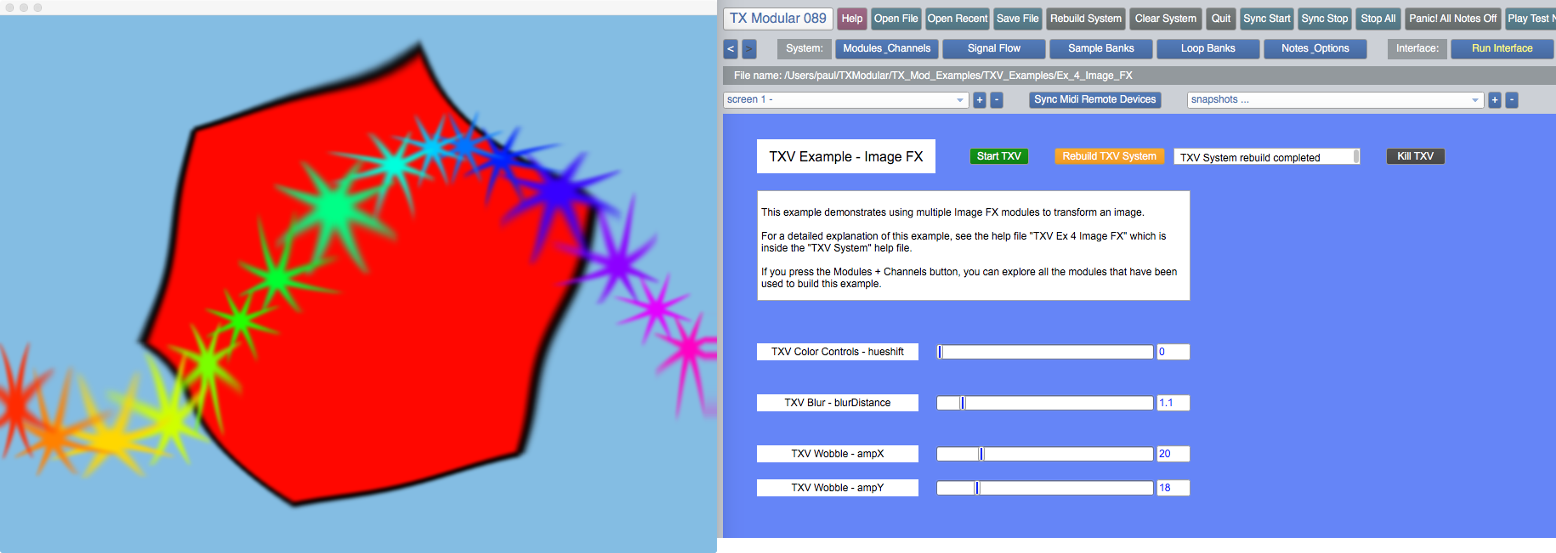 TX Modular 089 Help Open File Open Recent Save File Rebuild System Clear System Quit Sync Start Sync Stop Stop All Panic! All Notes Off Play Test
< > System: Modules_Channels Signal Flow Sample Banks Loop Banks Notes_Options Interface: Run Interface
File name: /Users/paul/TXModular/TX_Mod_Examples/TXV_Examples/Ex_4_Image_FX
screen 1 - + - Sync Midi Remote Devices snapshots ... + -
TXV Example - Image FX Start TXV Rebuild TXV System TXV System rebuild completed Kill TXV
This example demonstrates using multiple Image FX modules to transform an image.
For a detailed explanation of this example, see the help file "TXV Ex 4 Image FX" which is
inside the "TXV System" help file.
If you press the Modules + Channels button, you can explore all the modules that have been
used to build this example.
TXV Color Controls - hueshift 0
TXV Blur - blurDistance 1.1
TXV Wobble - ampX 20
TXV Wobble - ampY 18